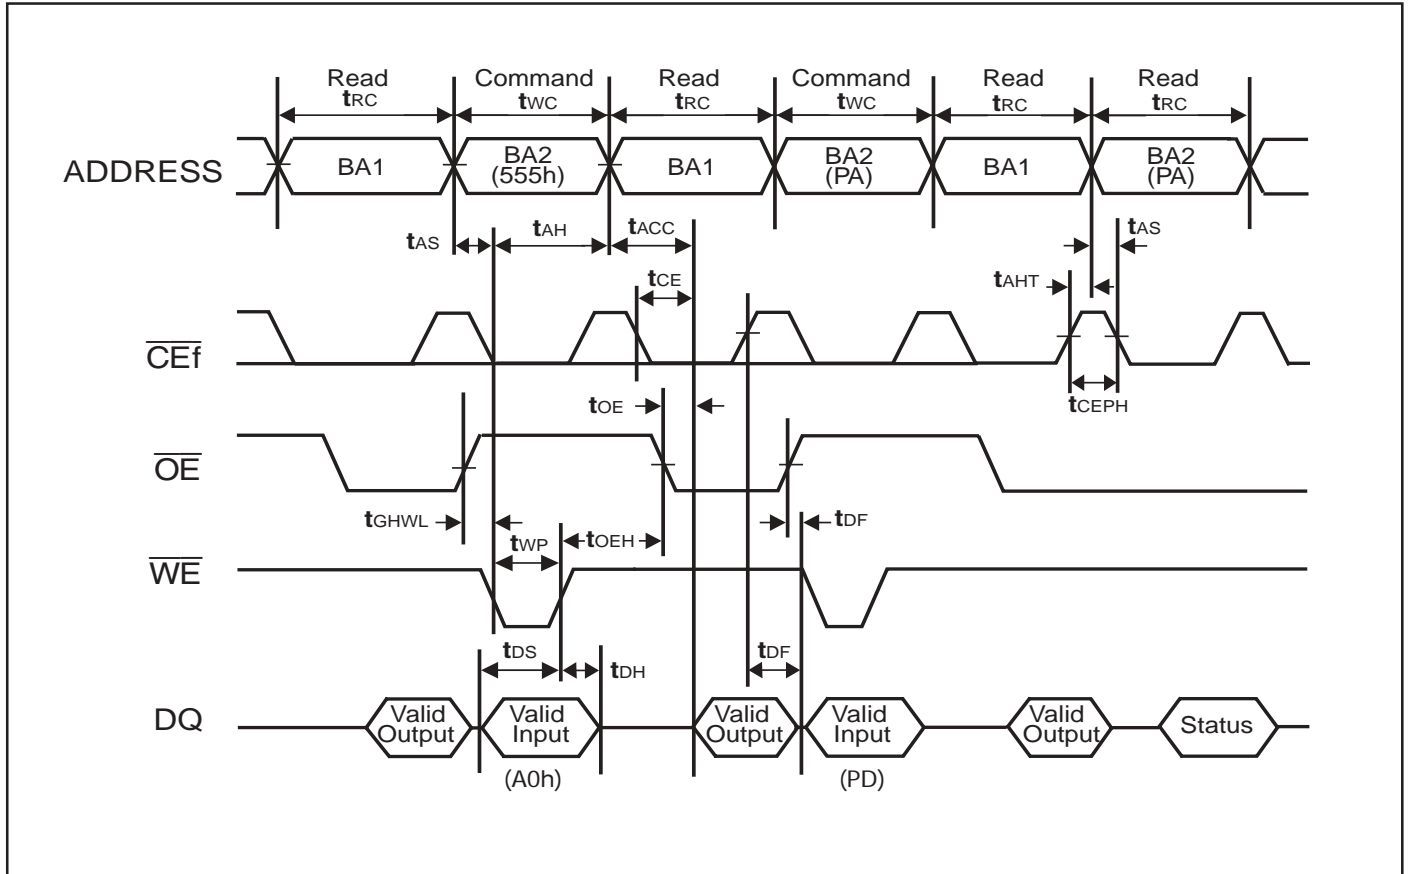 Read Command Read Command Read Read
tRC tWC tRC tWC tRC tRC
ADDRESS BA1 BA2 (555h) BA1 BA2 (PA) BA1 BA2 (PA)
tAS tAH tACC tAS
tCE tAHT
CEf
tOE tCEPH
OE
tGHWL tWP tOEH tDF
WE
tDS tDH tDF
DQ Valid Output Valid Input Valid Output Valid Input Valid Output Status
(A0h) (PD)